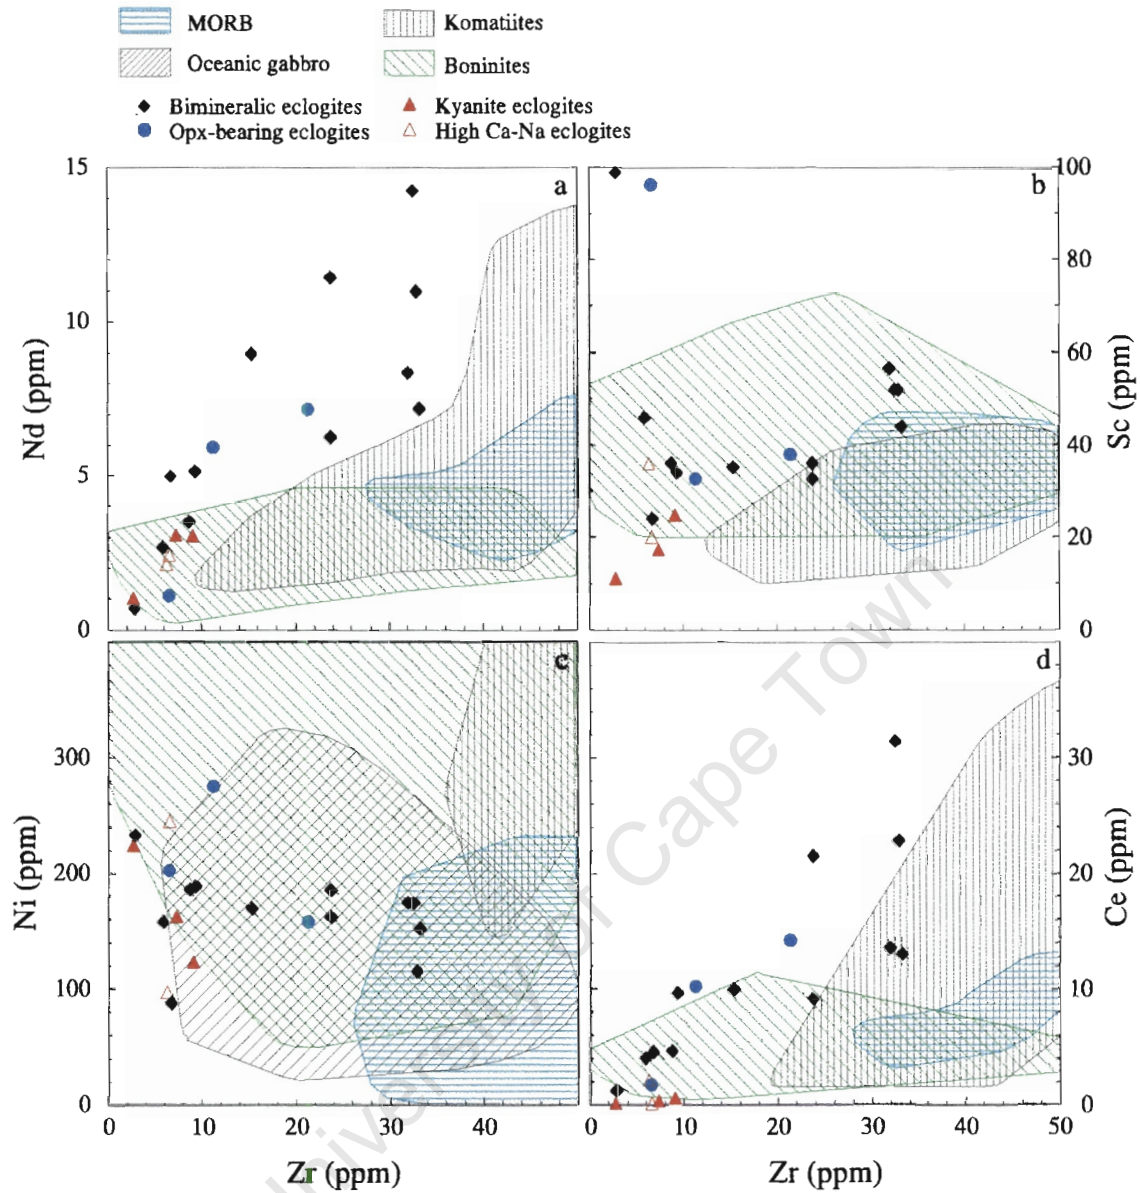 MORB
Komatiites
Oceanic gabbro
Boninites
Bimineralic eclogites
Kyanite eclogites
Opx-bearing eclogites
High Ca-Na eclogites
15
a
b
100
80
10
60
Nd (ppm)
Sc (ppm)
40
5
20
0
0
c
d
300
30
200
20
Ni (ppm)
Ce (ppm)
100
10
0
0
0
20
40
0
10
20
30
40
50
Zr (ppm)
Zr (ppm)
University of Cape Town